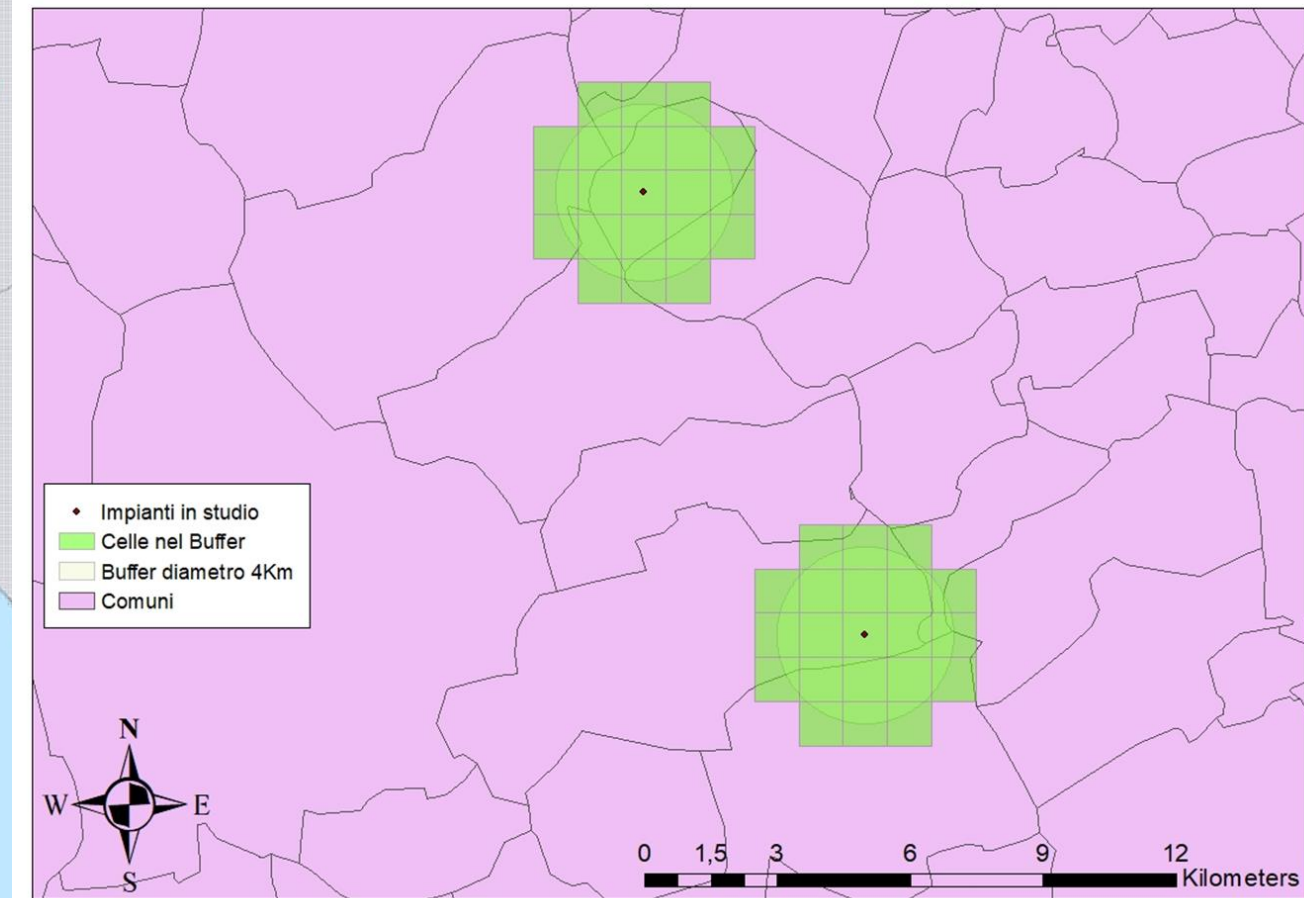 Impianti in studio
Celle nel Buffer
Buffer diametro 4Km
Comuni
N
W E
S
0 1,5 3 6 9 12
Kilometers